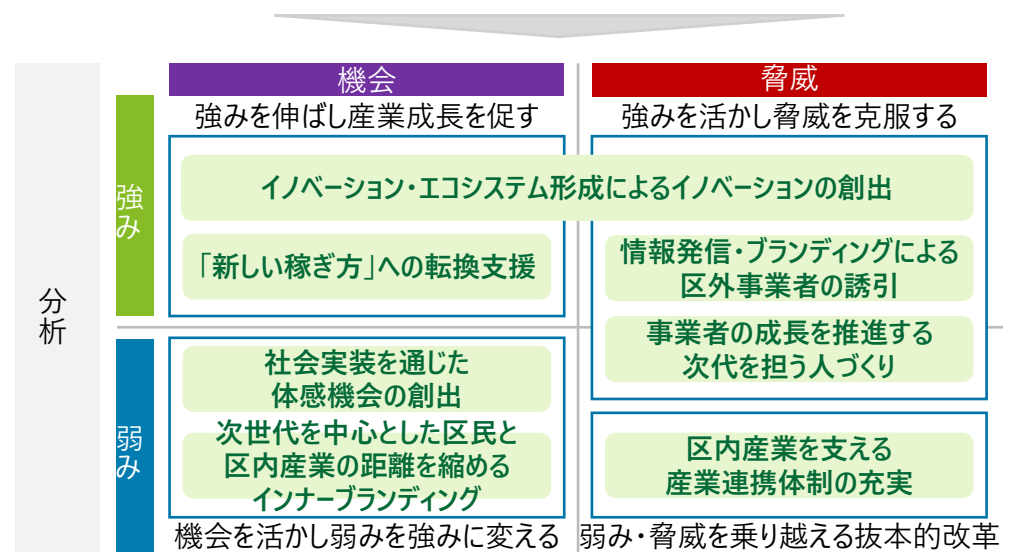 機会
脅威
強みを伸ばし産業成長を促す
強みを活かし脅威を克服する
分析
強み
イノベーション・エコシステム形成によるイノベーションの創出
「新しい稼ぎ方」への転換支援
情報発信・ブランディングによる
区外事業者の誘引
事業者の成長を推進する
次代を担う人づくり
弱み
社会実装を通じた
体感機会の創出
次世代を中心とした区民と
区内産業の距離を縮める
インナーブランディング
区内産業を支える
産業連携体制の充実
機会を活かし弱みを強みに変える
弱み・脅威を乗り越える抜本的改革